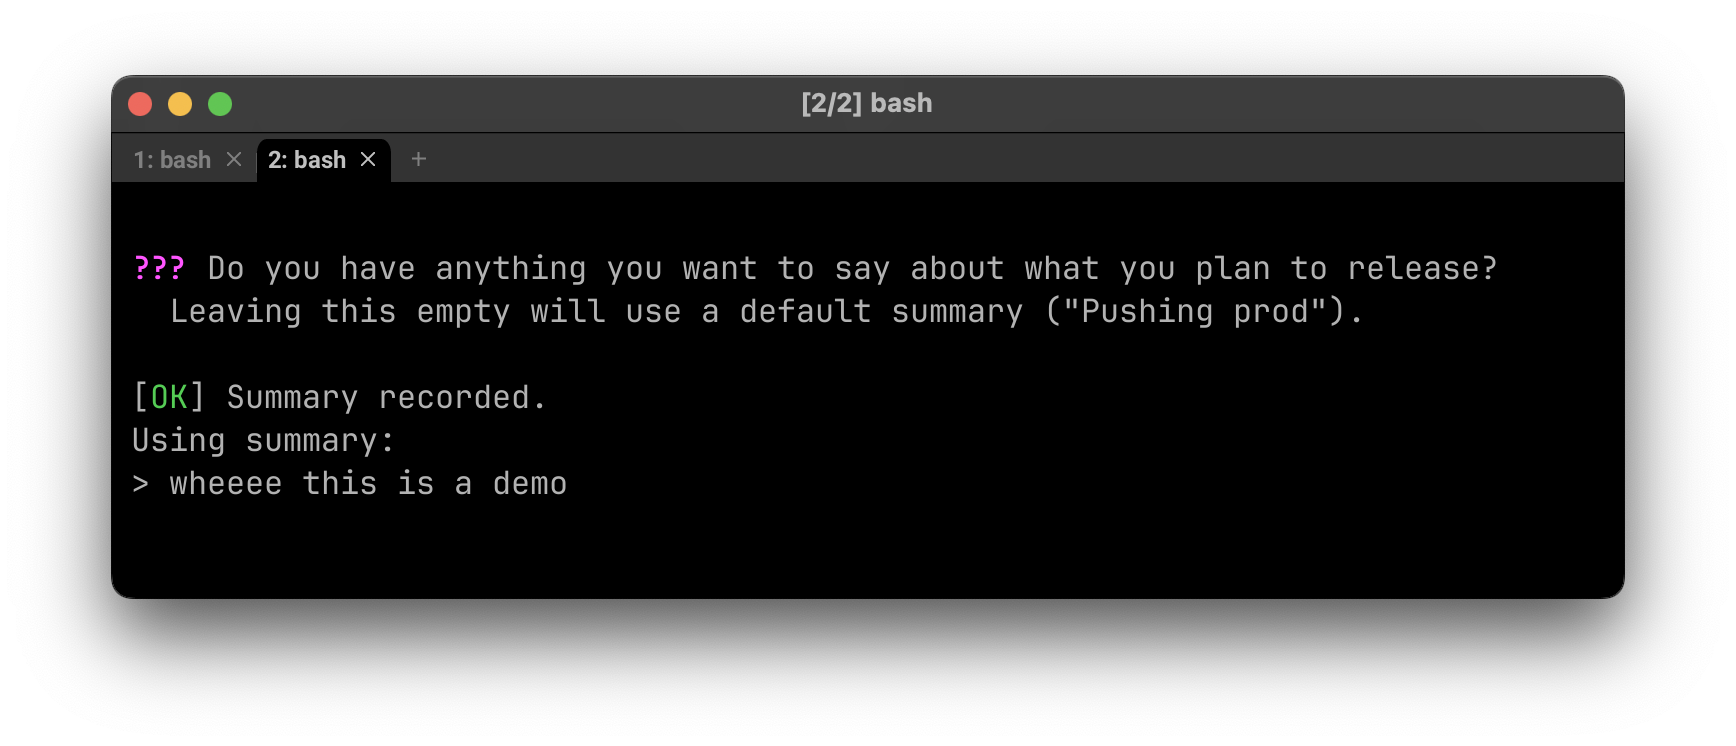 [2/2] bash
1: bash × 2: bash × +
??? Do you have anything you want to say about what you plan to release?
Leaving this empty will use a default summary ("Pushing prod").
[OK] Summary recorded.
Using summary:
> wheeee this is a demo